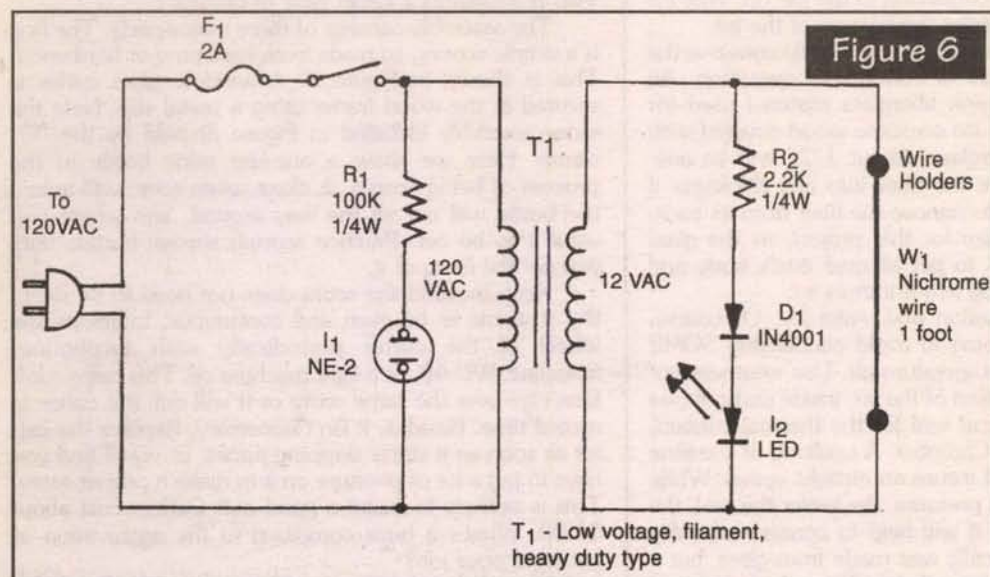 Figure 6
F1
2A
To
120VAC
R1
100K
1/4W
I1
NE-2
T1
120
VAC
12 VAC
R2
2.2K
1/4W
D1
IN4001
I2
LED
Wire
Holders
W1
Nichrome
wire
1 foot
T1 - Low voltage, filament,
heavy duty type